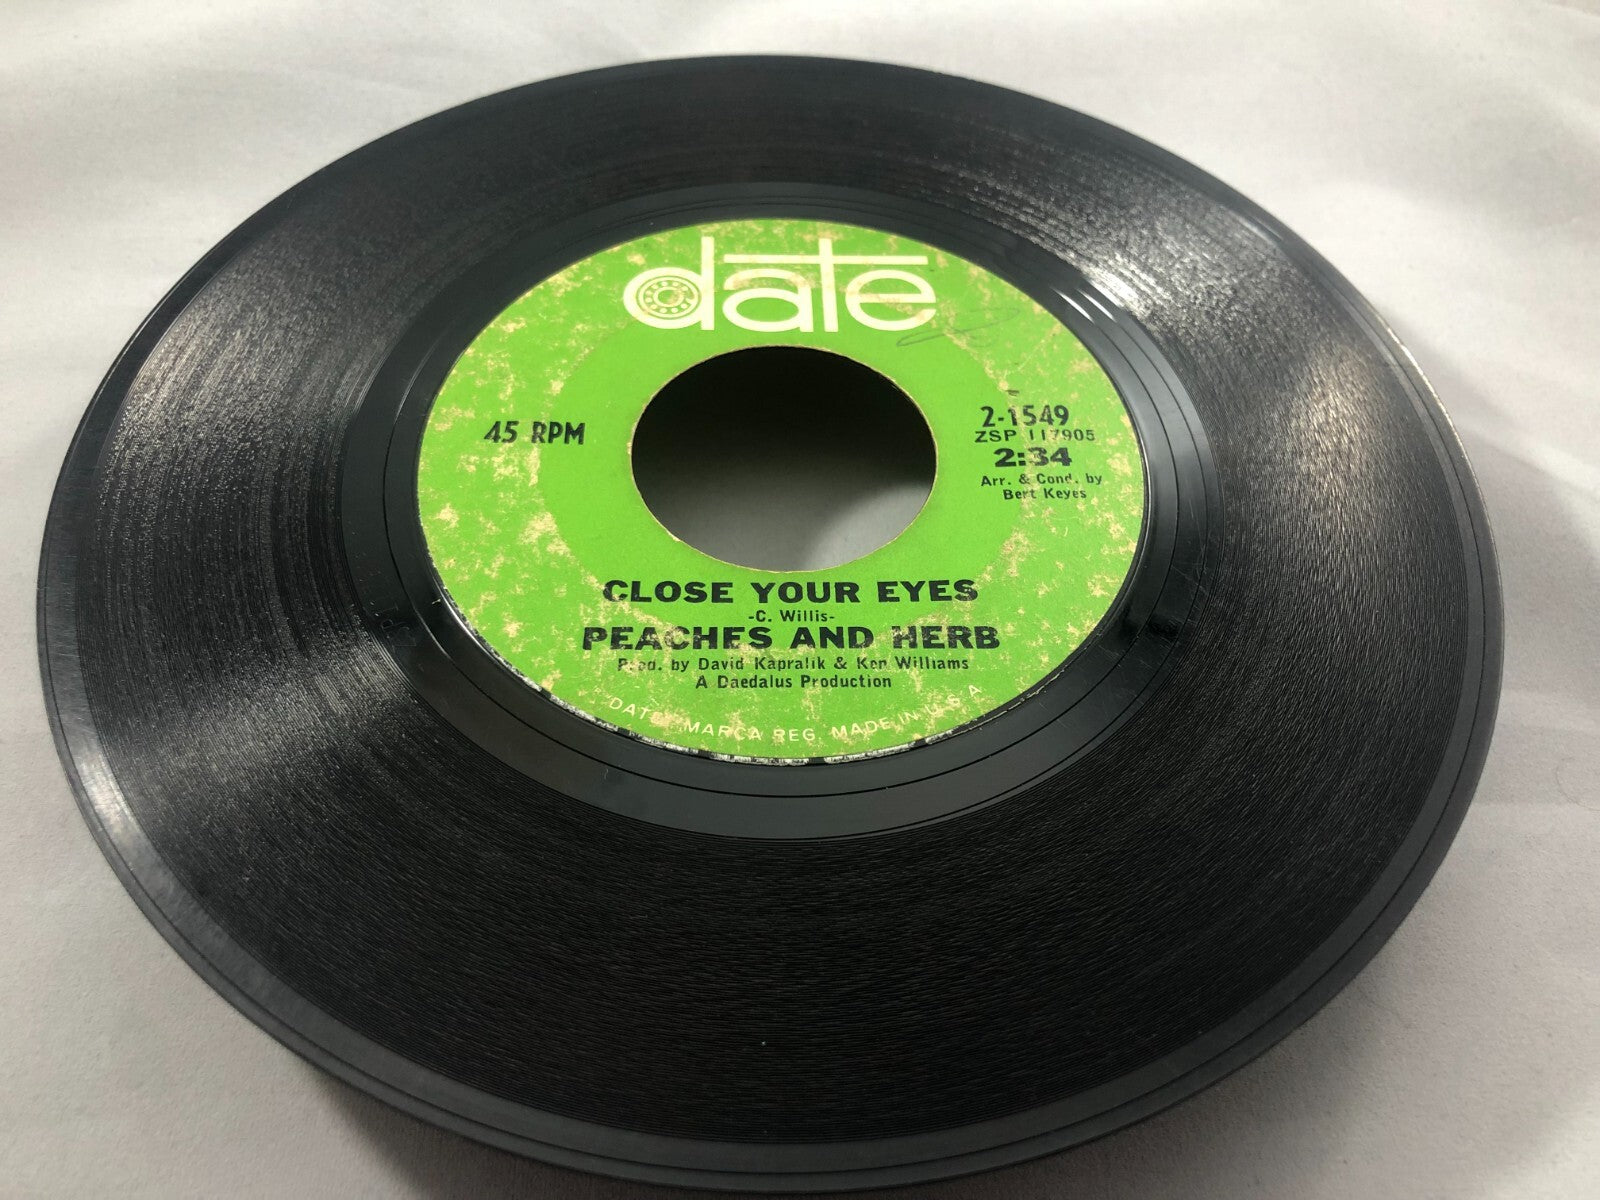 date
45 RPM
2-1549
ZSP 117905
2:34
Arr. & Cond. by
Bert Keyes
CLOSE YOUR EYES
-C. Willis-
PEACHES AND HERB
Prod. by David Kapralik & Ken Williams
A Daedalus Production
DATE MARCA REG. MADE IN U.S.A